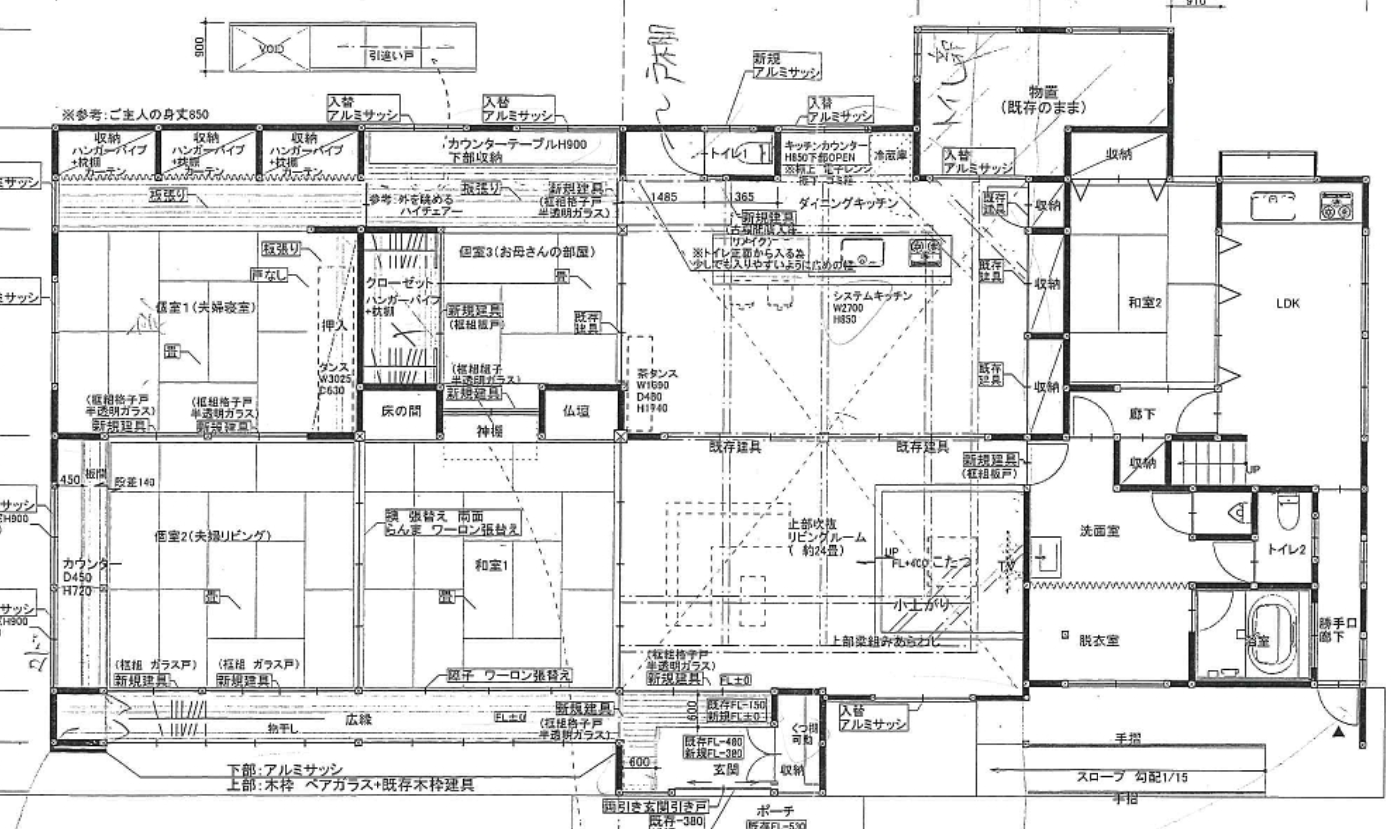 910
900
VOID
引違い戸
新規
アルミサッシ
※参考:ご主人の身丈850
入替
アルミサッシ
入替
アルミサッシ
入替
アルミサッシ
物置
(既存のまま)
収納
ハンガーパイプ
+枕棚
カーテン
収納
ハンガーパイプ
+枕棚
カーテン
収納
ハンガーパイプ
+枕棚
カーテン
カウンターテーブルH900
下部収納
トイレ1
キッチンカウンター
H850下部OPEN
冷蔵庫
入替
アルミサッシ
収納
板張り
板張り
参考 外を眺める
ハイチェアー
新規建具
(框組格子戸
半透明ガラス)
1485
1365
ダイニングキッチン
新規建具
※トイレ正面から入る為
少しでも入りやすいように広めの框
既存
建具
収納
既存
建具
収納
既存
建具
収納
和室2
LDK
板張り
戸なし
個室1(夫婦寝室)
畳
押入
タンス
W3025
D630
クローゼット
ハンガーパイプ
+枕棚
個室3(お母さんの部屋)
畳
新規建具
(框組板戸)
既存
建具
システムキッチン
W2700
H850
茶タンス
W1690
D480
H1940
(框組格子戸
半透明ガラス)
新規建具
(框組格子戸
半透明ガラス)
新規建具
(框組組子
半透明ガラス)
新規建具
床の間
神棚
仏壇
廊下
収納
UP
既存建具
既存建具
新規建具
(框組板戸)
450
板間
段差140
個室2(夫婦リビング)
畳
カウンター
D450
H720
襖 張替え 両面
らんま ワーロン張替え
和室1
畳
上部吹抜
リビングルーム
( 約24畳)
UP
FL+400
こたつ
TV
小上がり
上部梁組みあらわし
洗面室
トイレ2
脱衣室
浴室
勝手口
廊下
サッシ
サッシ
サッシ
H900
サッシ
H900
(框組 ガラス戸)
新規建具
(框組 ガラス戸)
新規建具
障子 ワーロン張替え
(框組格子戸
半透明ガラス)
新規建具
FL±0
広縁
物干し
FL±0
新規建具
(框組格子戸
半透明ガラス)
600
既存FL-150
新規FL±0
既存FL-480
新規FL-380
玄関
600
くつ棚
可動
収納
入替
アルミサッシ
手摺
スロープ 勾配1/15
手摺
下部:アルミサッシ
上部:木枠 ペアガラス+既存木枠建具
両引き玄関引き戸
既存-380
ポーチ
既存FL-530